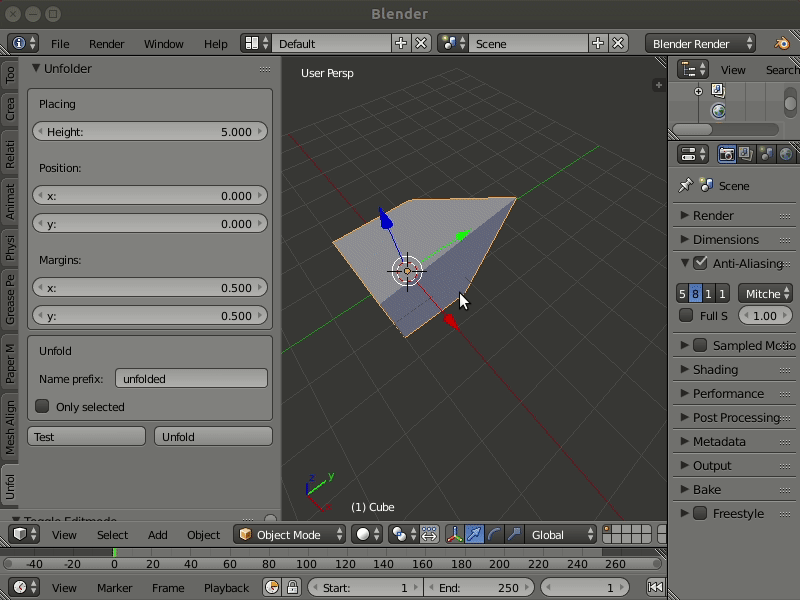 Blender
File Render Window Help Default Scene Blender Render
Unfolder
Placing
Height: 5.000
Position:
x: 0.000
y: 0.000
Margins:
x: 0.500
y: 0.500
Unfold
Name prefix: unfolded
Only selected
Test Unfold
Toggle Editmode
Too
Crea
Relati
Animat
Physi
Grease Pe
Paper M
Mesh Align
Unfol
User Persp
z y x
(1) Cube
View Search
Scene
Render
Dimensions
Anti-Aliasing
5 8 1 1 Mitche
Full S 1.00
Sampled Motio
Shading
Performance
Post Processing
Metadata
Output
Bake
Freestyle
View Select Add Object Object Mode Global
-40 -20 0 20 40 60 80 100 120 140 160 180 200 220 240 260
View Marker Frame Playback Start: 1 End: 250 1